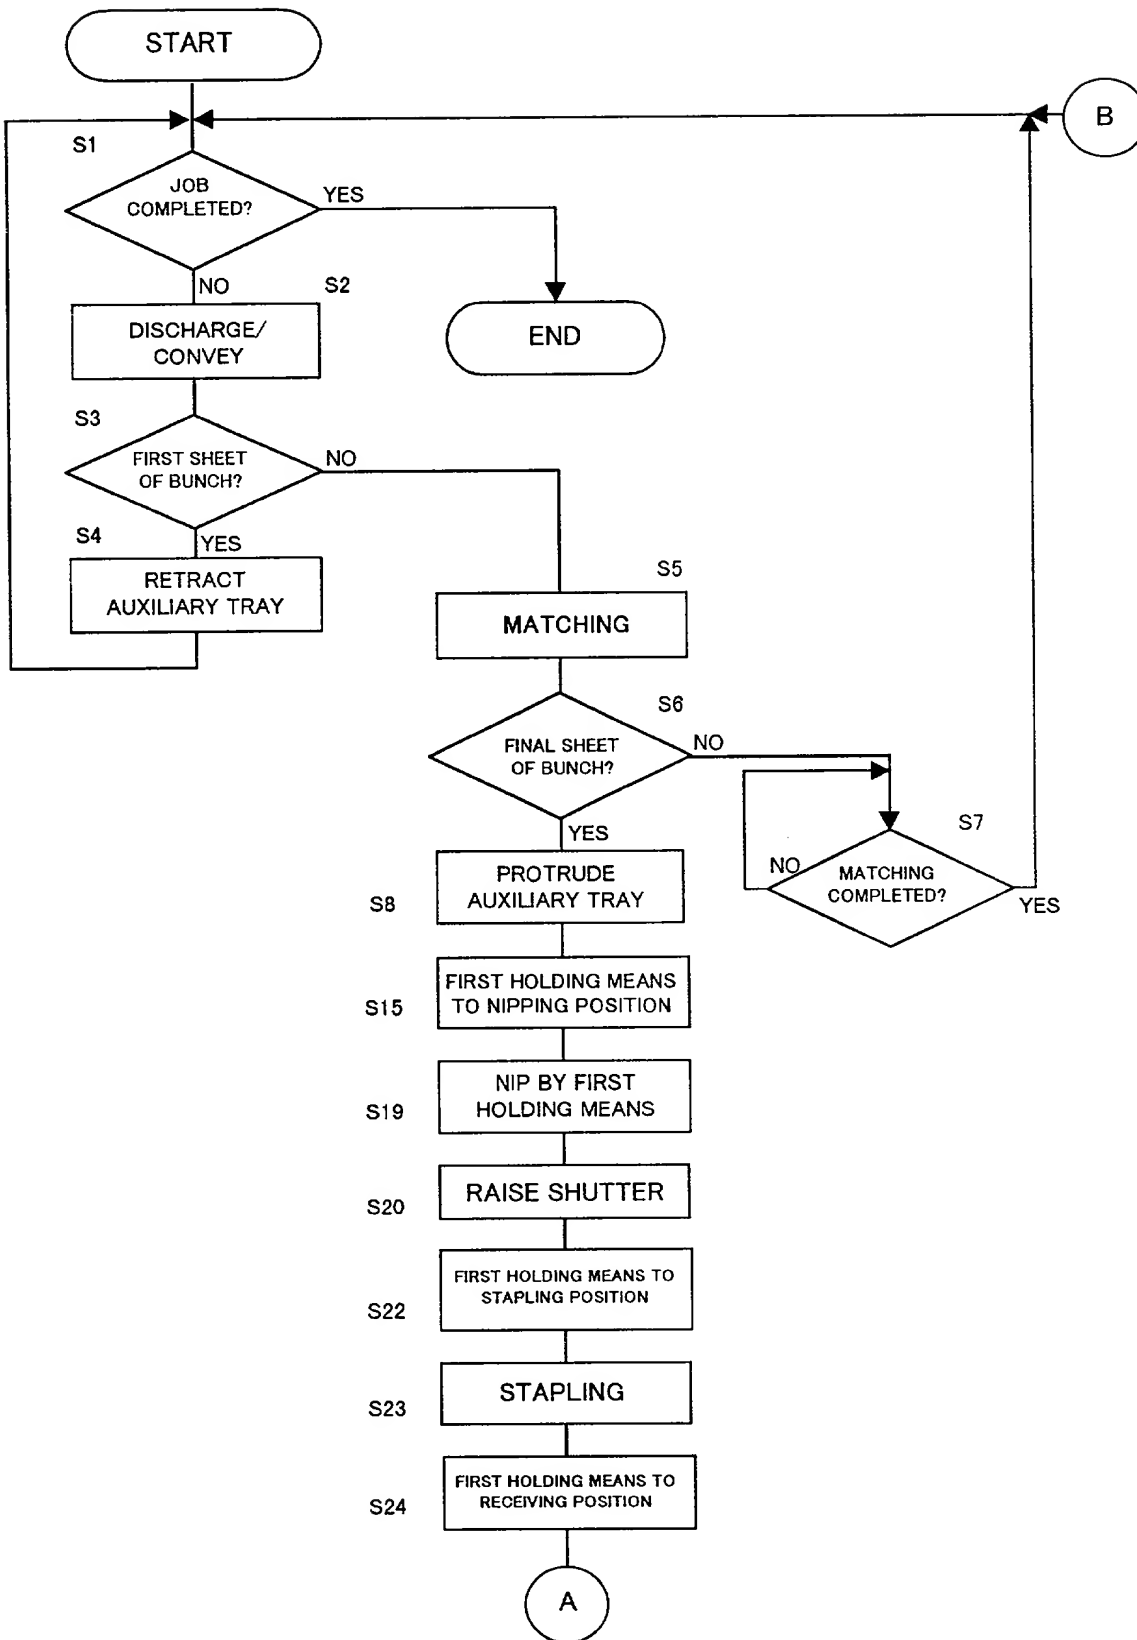 START
B
S1
JOB
COMPLETED?
YES
NO
S2
DISCHARGE/
CONVEY
END
S3
FIRST SHEET
OF BUNCH?
NO
S4
YES
RETRACT
AUXILIARY TRAY
S5
MATCHING
S6
FINAL SHEET
OF BUNCH?
NO
YES
S7
NO
MATCHING
COMPLETED?
YES
PROTRUDE
AUXILIARY TRAY
S8
FIRST HOLDING MEANS
TO NIPPING POSITION
S15
NIP BY FIRST
HOLDING MEANS
S19
RAISE SHUTTER
S20
FIRST HOLDING MEANS TO
STAPLING POSITION
S22
STAPLING
S23
FIRST HOLDING MEANS TO
RECEIVING POSITION
S24
A